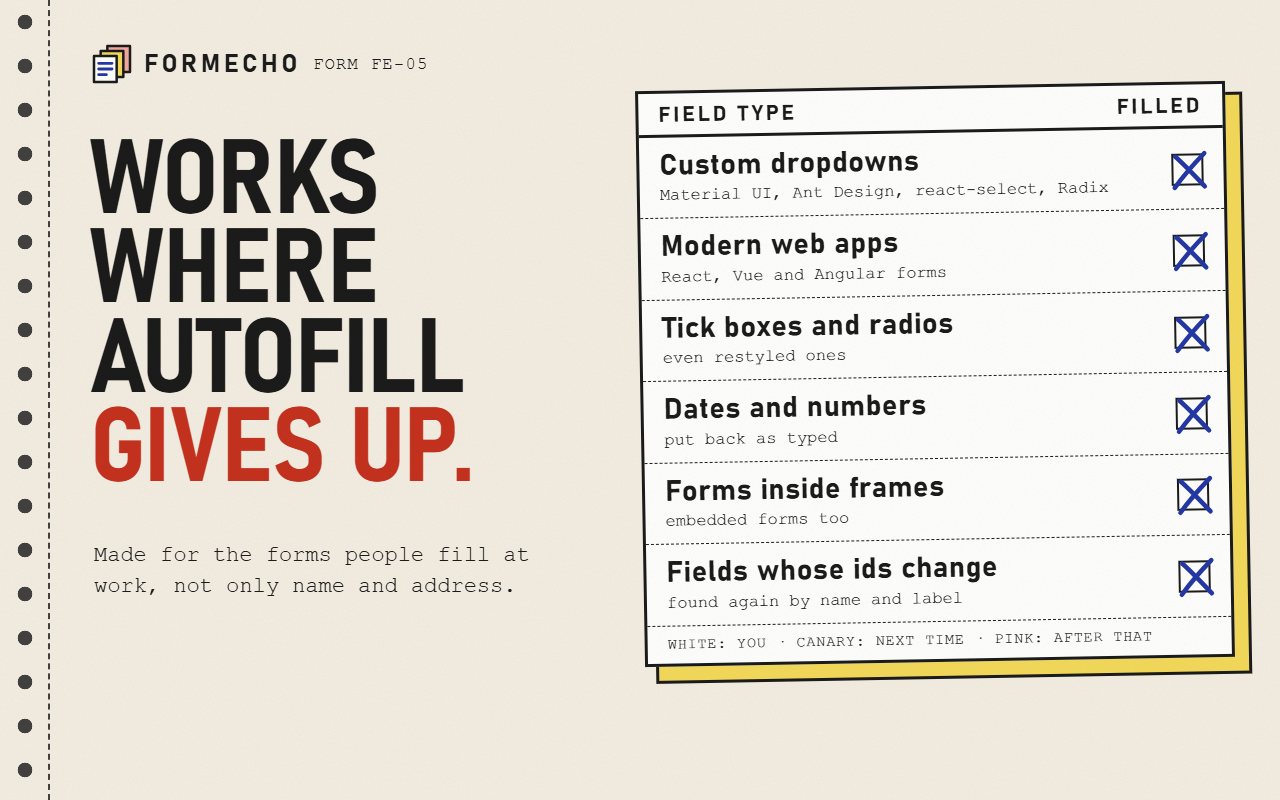 FORMECHO FORM FE-05
WORKS
WHERE
AUTOFILL
GIVES UP.
Made for the forms people fill at
work, not only name and address.
FIELD TYPE FILLED
Custom dropdowns
Material UI, Ant Design, react-select, Radix
Modern web apps
React, Vue and Angular forms
Tick boxes and radios
even restyled ones
Dates and numbers
put back as typed
Forms inside frames
embedded forms too
Fields whose ids change
found again by name and label
WHITE: YOU · CANARY: NEXT TIME · PINK: AFTER THAT